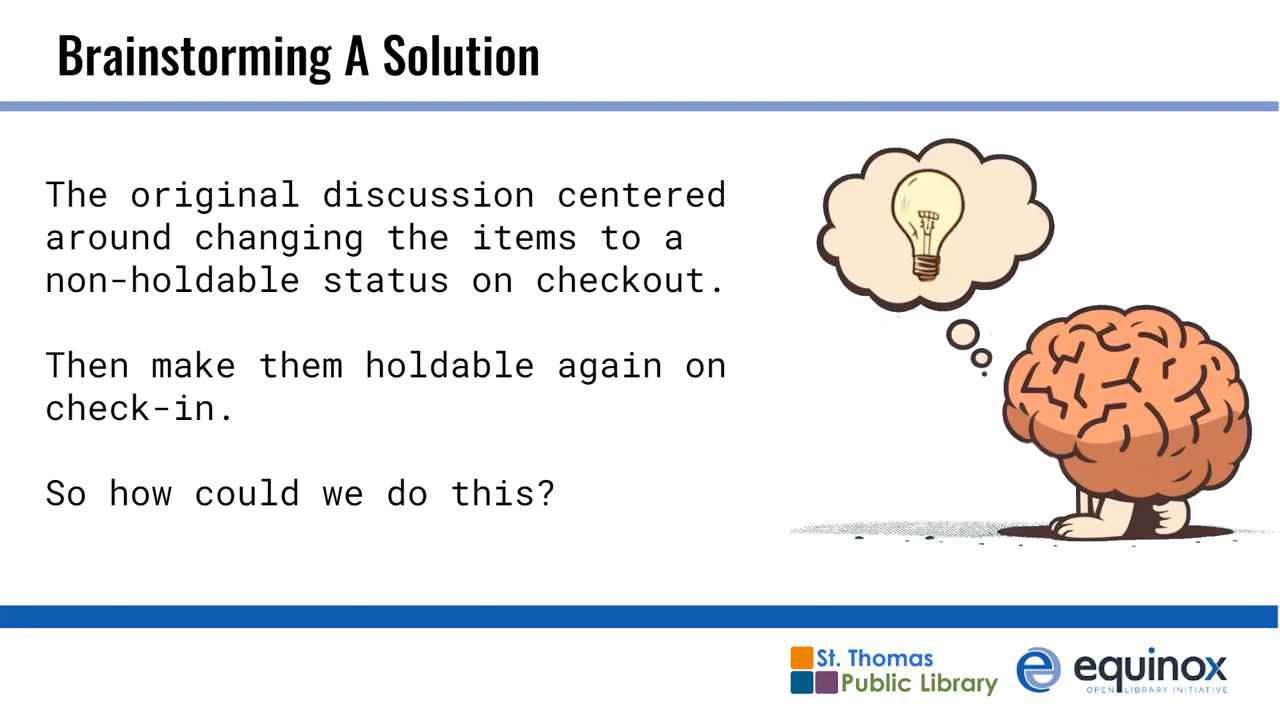 Brainstorming A Solution
The original discussion centered
around changing the items to a
non-holdable status on checkout.
Then make them holdable again on
check-in.
So how could we do this?
St. Thomas
Public Library
equinox
OPEN LIBRARY INITIATIVE